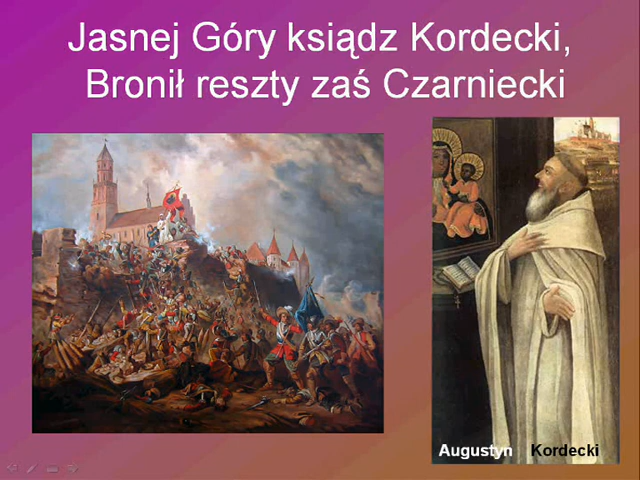 Jasnej Góry ksiądz Kordecki,
Bronił reszty zaś Czarniecki
Augustyn Kordecki